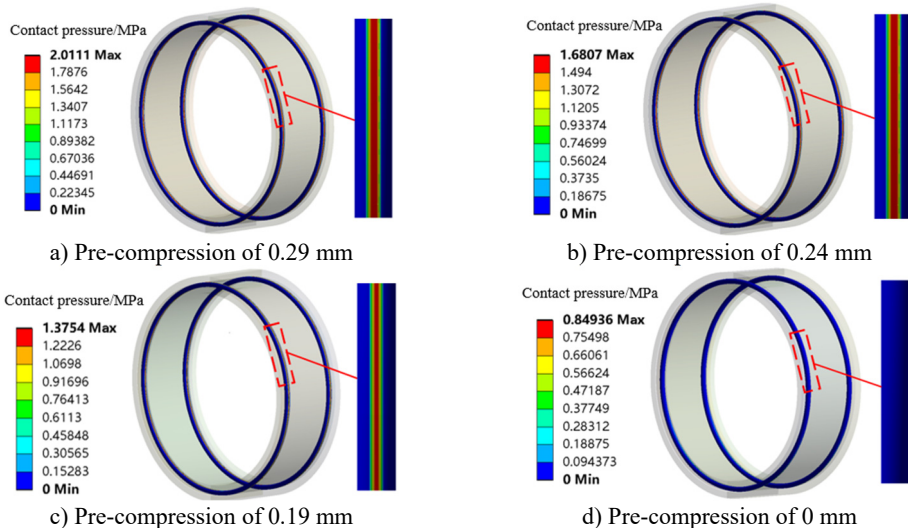 Contact pressure/MPa
2.0111 Max
1.7876
1.5642
1.3407
1.1173
0.89382
0.67036
0.44691
0.22345
0 Min
a) Pre-compression of 0.29 mm
Contact pressure/MPa
1.6807 Max
1.494
1.3072
1.1205
0.93374
0.74699
0.56024
0.3735
0.18675
0 Min
b) Pre-compression of 0.24 mm
Contact pressure/MPa
1.3754 Max
1.2226
1.0698
0.91696
0.76413
0.6113
0.45848
0.30565
0.15283
0 Min
c) Pre-compression of 0.19 mm
Contact pressure/MPa
0.84936 Max
0.75498
0.66061
0.56624
0.47187
0.37749
0.28312
0.18875
0.094373
0 Min
d) Pre-compression of 0 mm